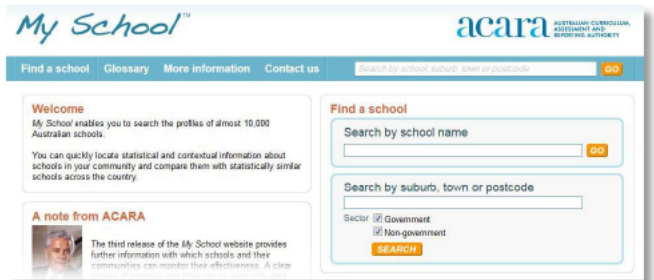 My School™
acara AUSTRALIAN CURRICULUM,
ASSESSMENT AND
REPORTING AUTHORITY
Find a school Glossary More information Contact us Search by school, suburb, town or postcode GO
Welcome
My School enables you to search the profiles of almost 10,000
Australian schools.
You can quickly locate statistical and contextual information about
schools in your community and compare them with statistically similar
schools across the country.
A note from ACARA
The third release of the My School website provides
further information with which schools and their
communities can monitor their effectiveness. A clear
Find a school
Search by school name
GO
Search by suburb, town or postcode
Sector Government
Non-government
SEARCH